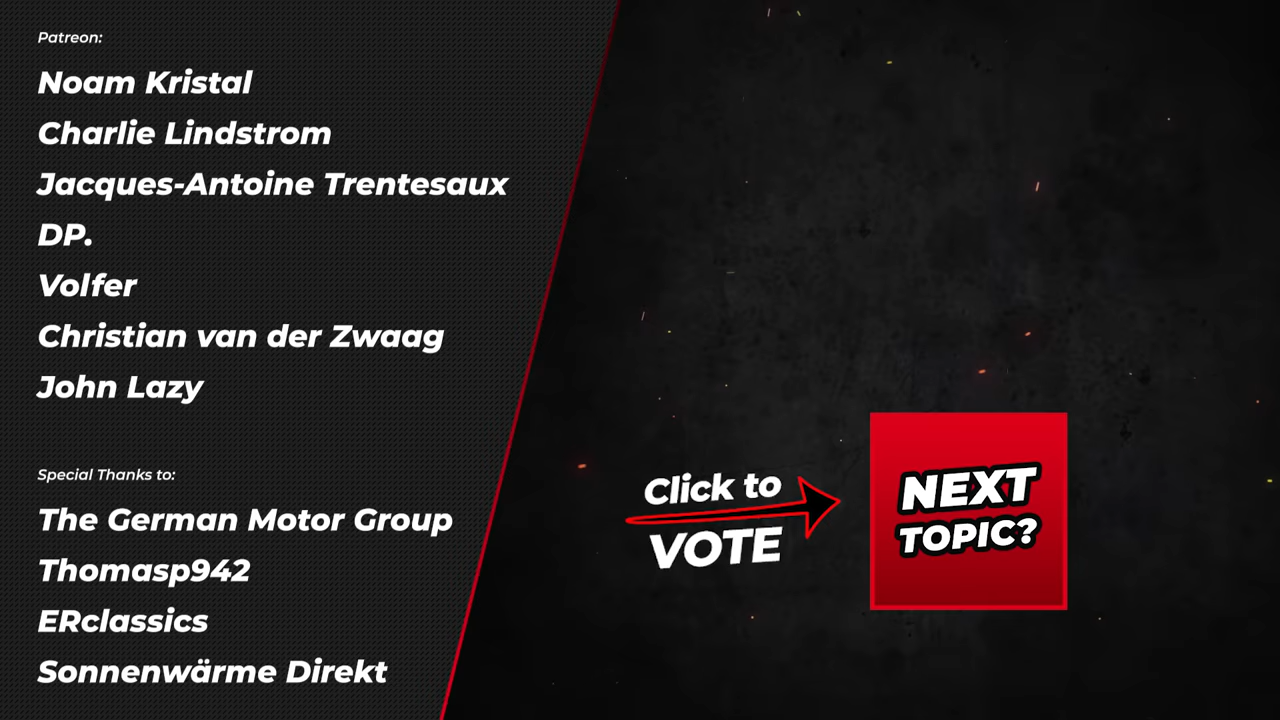 Patreon:
Noam Kristal
Charlie Lindstrom
Jacques-Antoine Trentesaux
DP.
Volfer
Christian van der Zwaag
John Lazy
Special Thanks to:
The German Motor Group
Thomasp942
ERclassics
Sonnenwärme Direkt
Click to
VOTE
NEXT
TOPIC?